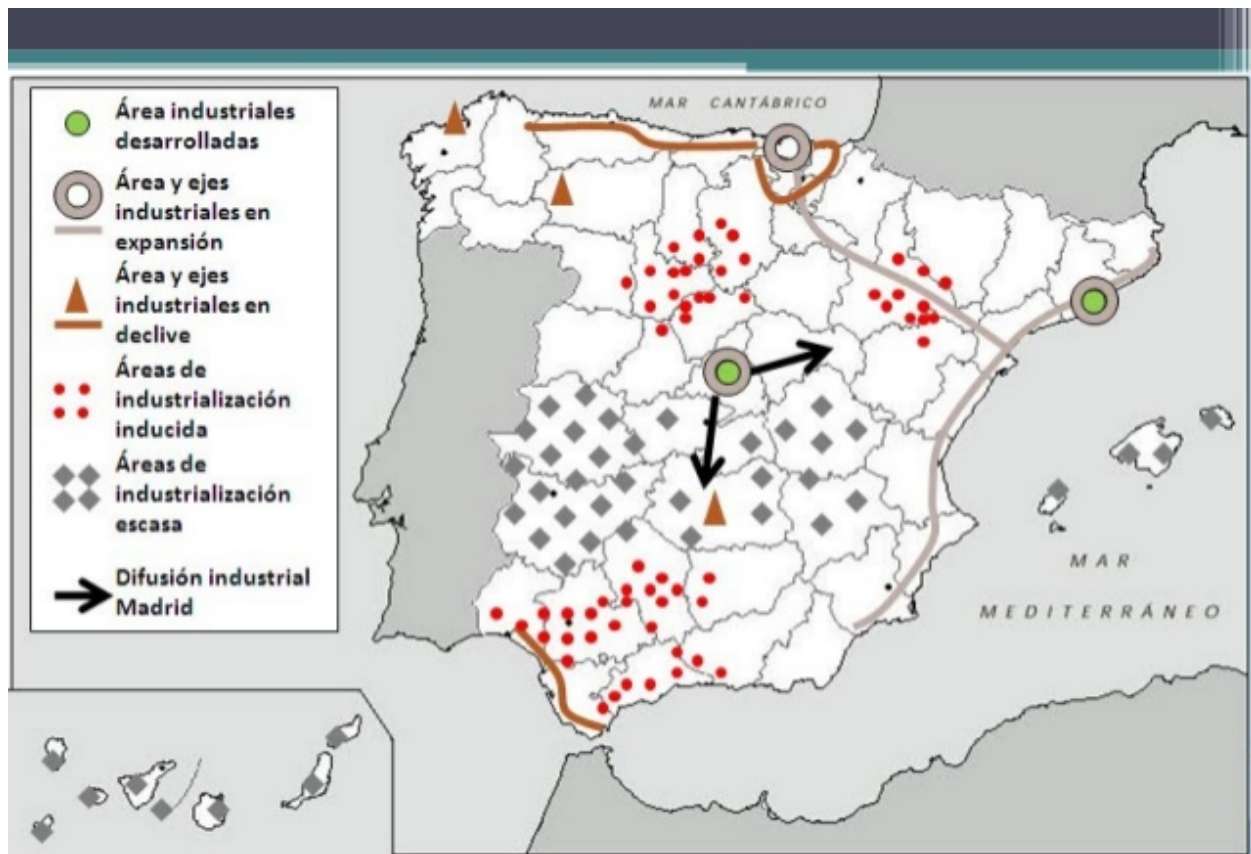 Área industriales
desarrolladas
Área y ejes
industriales en
expansión
Área y ejes
industriales en
declive
Áreas de
industrialización
inducida
Áreas de
industrialización
escasa
Difusión industrial
Madrid
MAR CANTÁBRICO
MAR
MEDITERRÁNEO